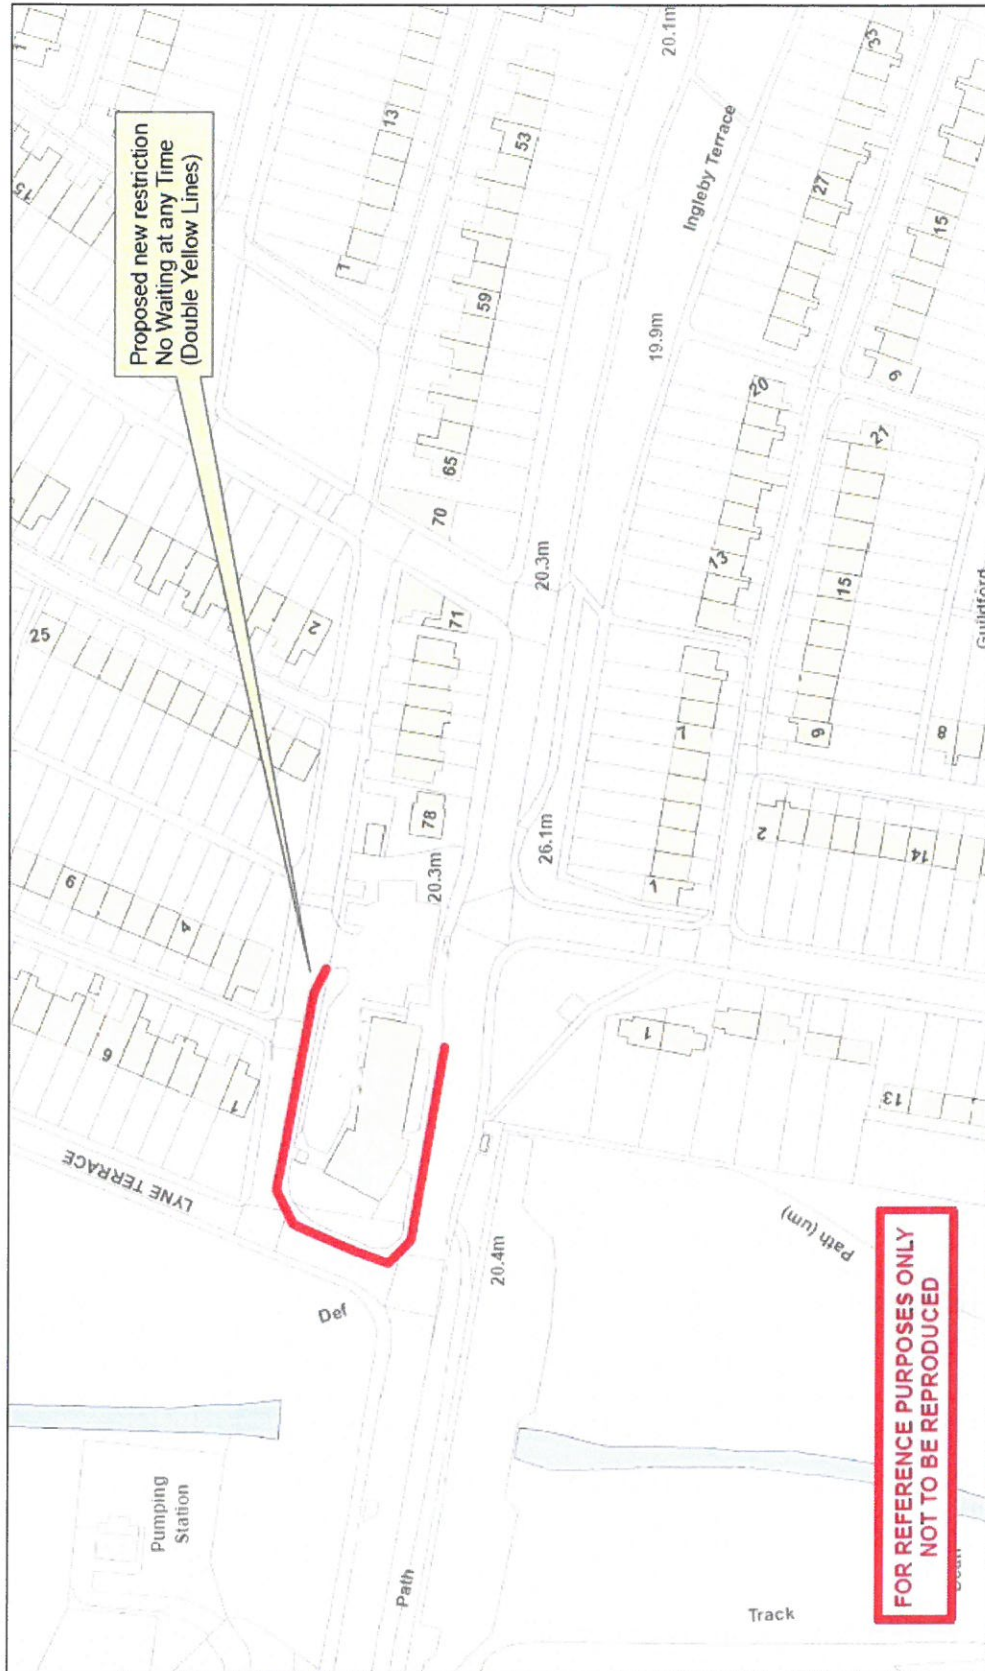 Proposed new restriction
No Waiting at any Time
(Double Yellow Lines)
1
15
13
1
53
59
65
70
20.1m
33
Ingleby Terrace
27
15
19.9m
9
20
21
13
15
20.3m
25
2
71
78
20.3m
26.1m
7
1
9
8
Guildford
2
14
9
4
6
1
LYNE TERRACE
1
13
Path (um)
20.4m
Def
Pumping
Station
Path
Track
FOR REFERENCE PURPOSES ONLY
NOT TO BE REPRODUCED